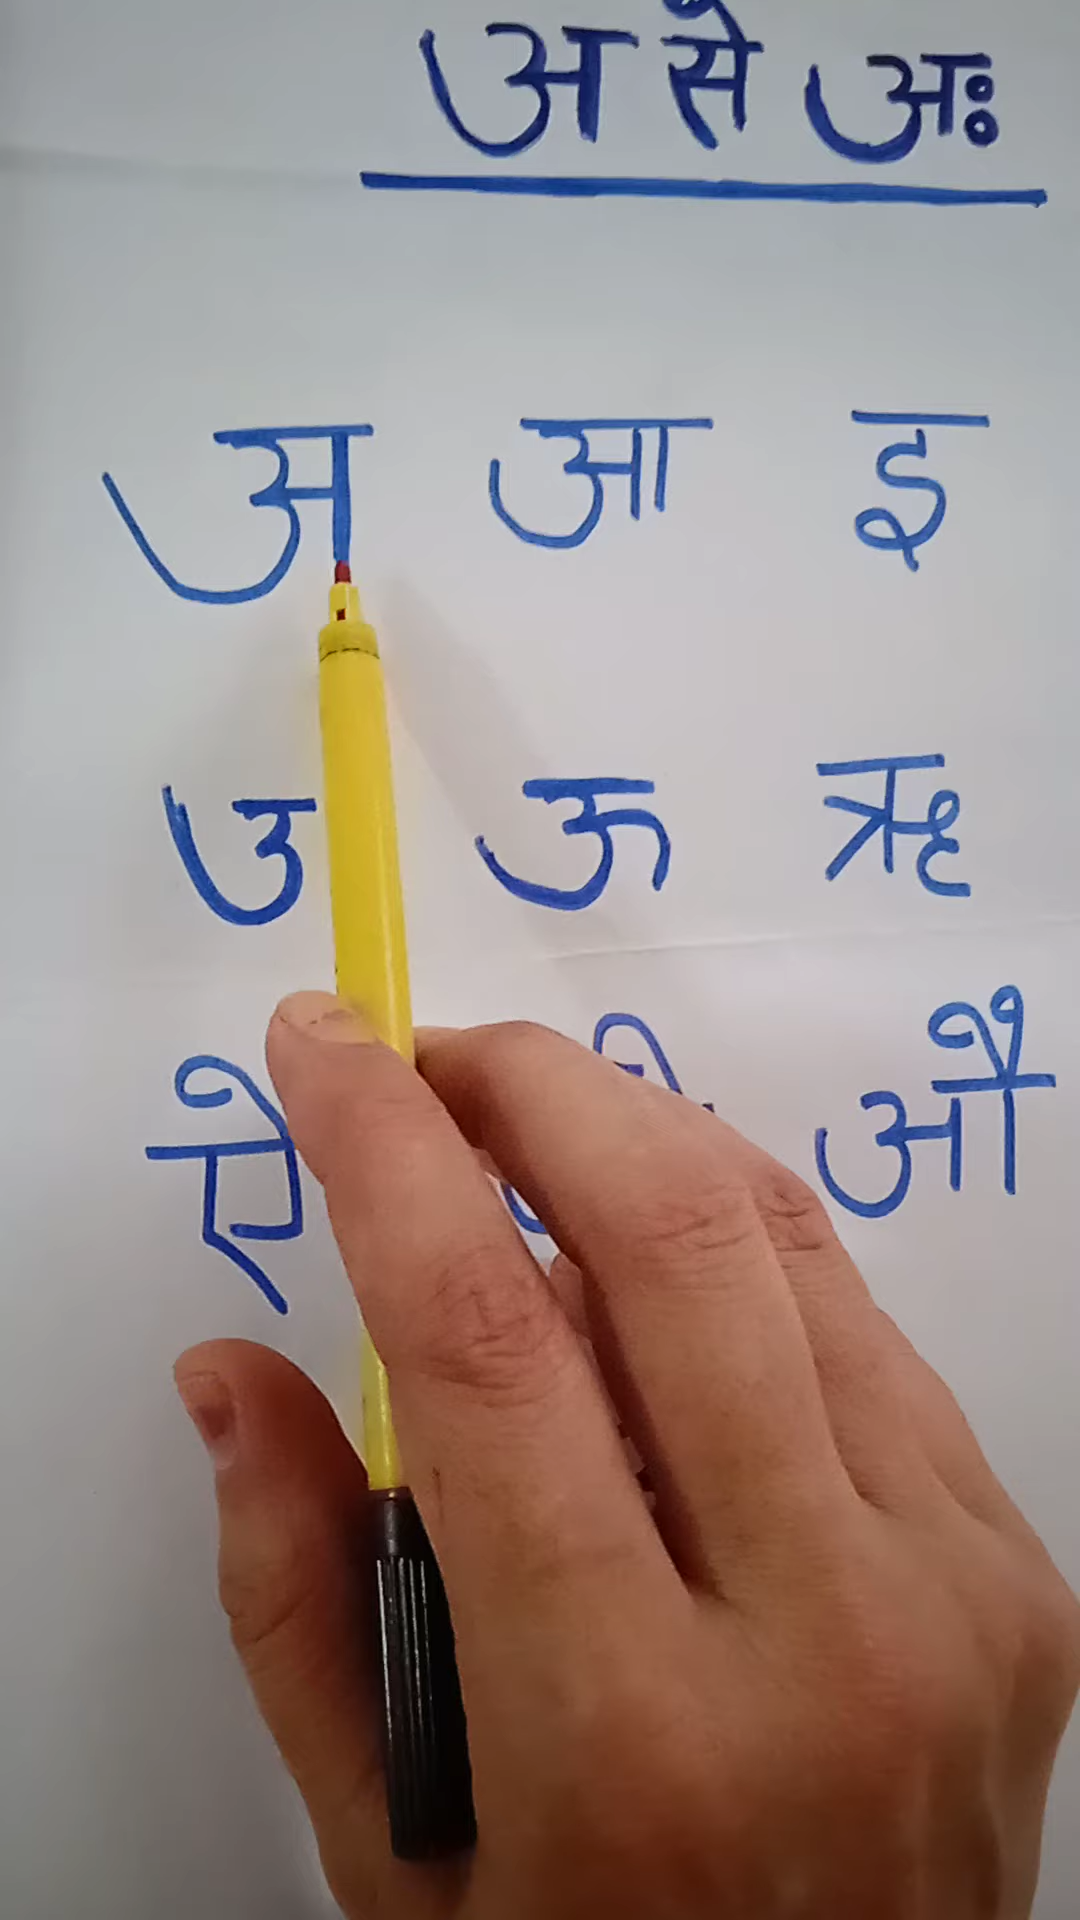 अ से अः
अ आ इ
उ ऊ ऋ
ऐ औ